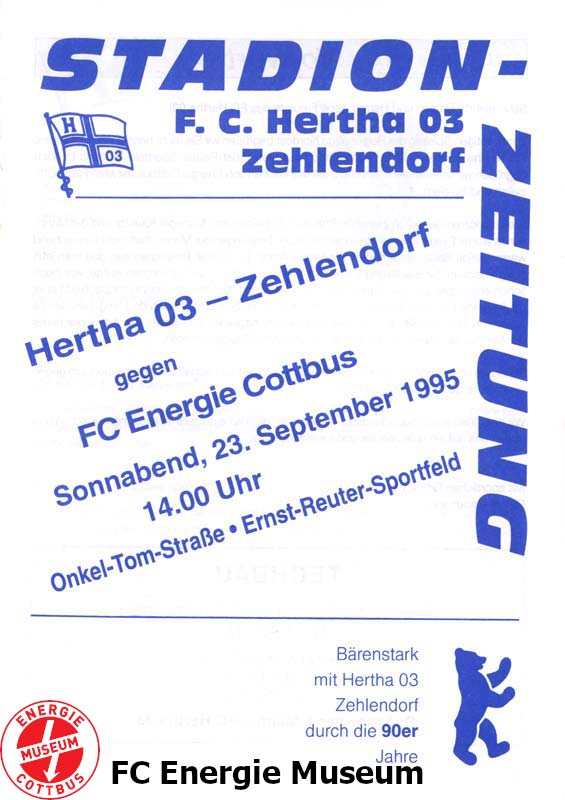 STADION-
ZEITUNG
F. C. Hertha 03
Zehlendorf
H
03
Hertha 03 – Zehlendorf
gegen
FC Energie Cottbus
Sonnabend, 23. September 1995
14.00 Uhr
Onkel-Tom-Straße • Ernst-Reuter-Sportfeld
Bärenstark
mit Hertha 03
Zehlendorf
durch die 90er
Jahre
ENERGIE
MUSEUM
COTTBUS
FC Energie Museum